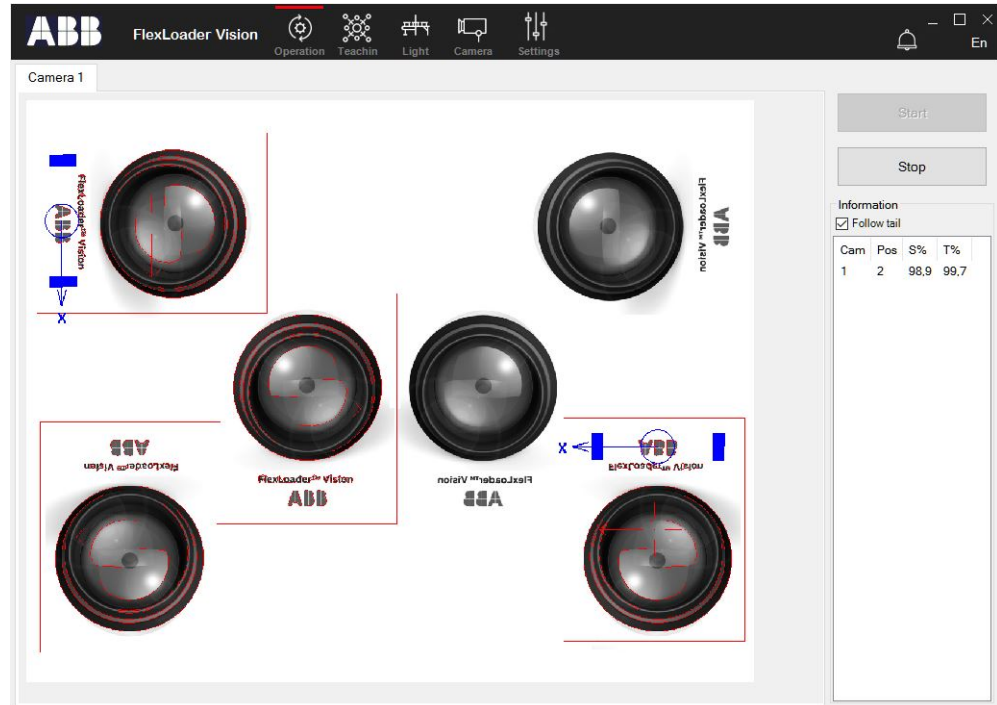 ABB FlexLoader Vision Operation Teachin Light Camera Settings En
Camera 1
Start
Stop
Information
Follow tail
Cam Pos S% T%
1 2 98,9 99,7
FlexLoader™ Vision
ABB
X
FlexLoader™ Vision
ABB
FlexLoader™ Vision
ABB
FlexLoader™ Vision
ABB
ABB
FlexLoader™ Vision
X
ABB
FlexLoader™ Vision